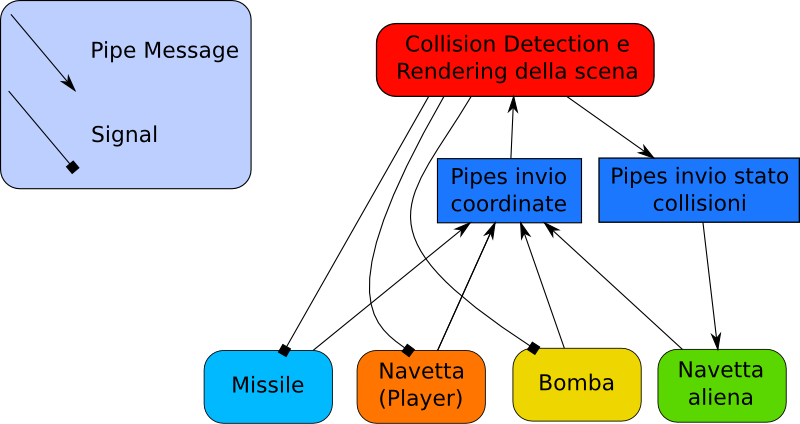 Pipe Message
Signal
Collision Detection e
Rendering della scena
Pipes invio
coordinate
Pipes invio stato
collisioni
Missile
Navetta
(Player)
Bomba
Navetta
aliena